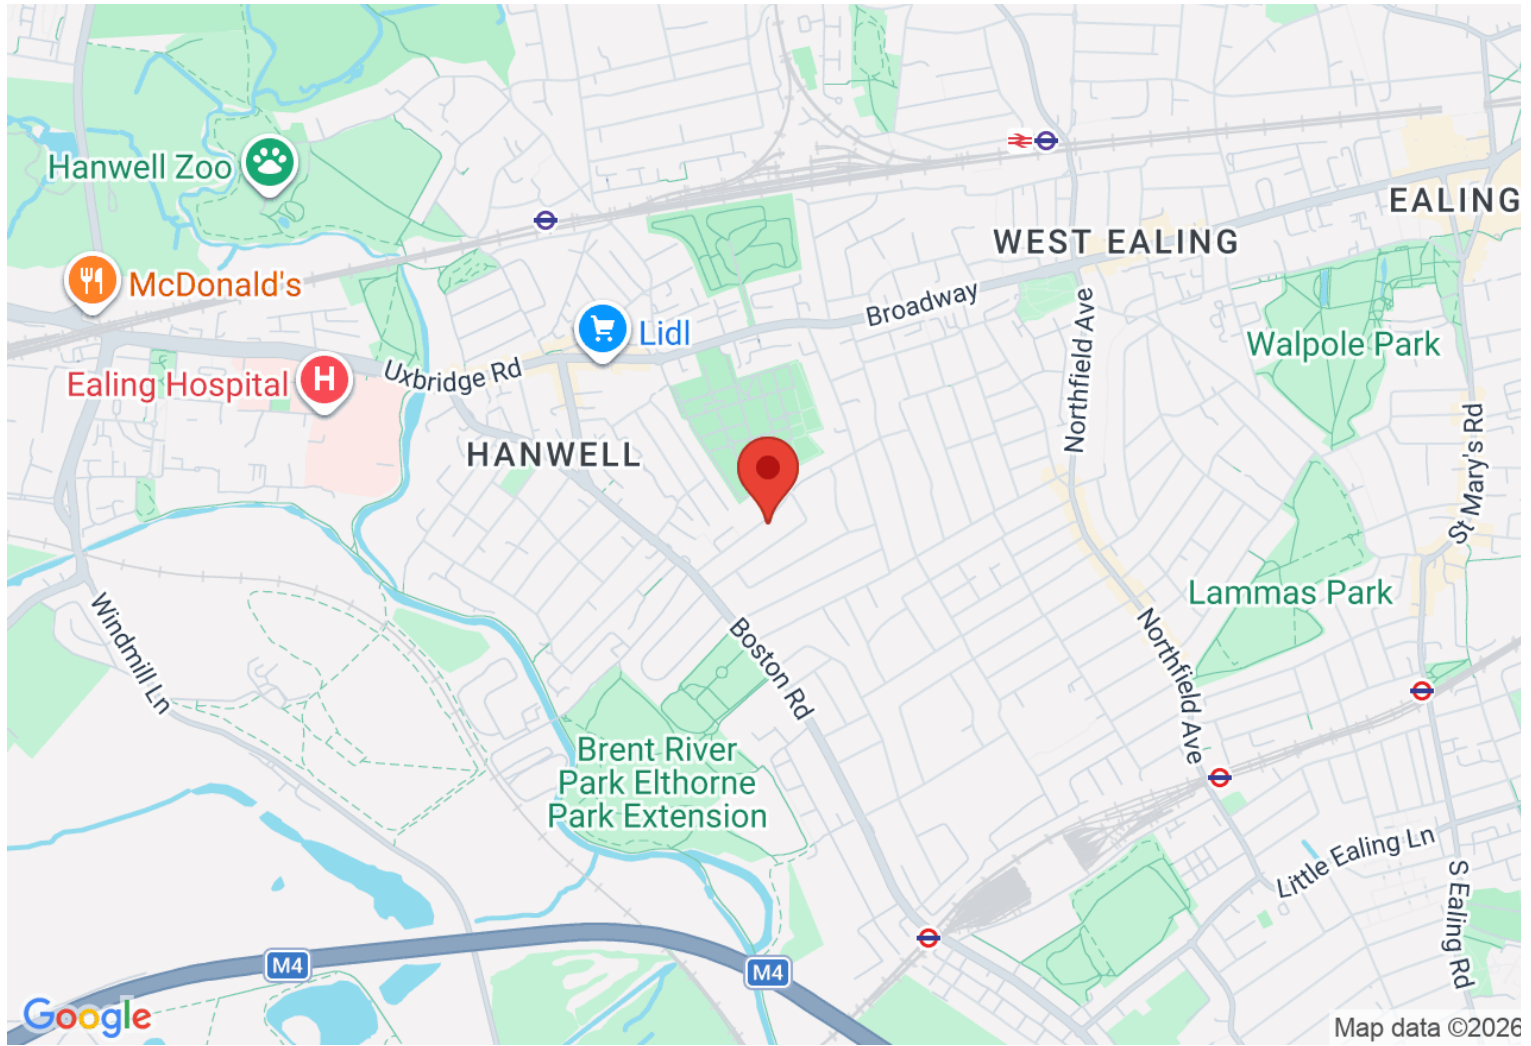 Hanwell Zoo
EALING
WEST EALING
McDonald's
Broadway
Lidl
Northfield Ave
Walpole Park
Uxbridge Rd
Ealing Hospital
H
HANWELL
St Mary's Rd
Lammas Park
Windmill Ln
Boston Rd
Northfield Ave
Brent River
Park Elthorne
Park Extension
Little Ealing Ln
S Ealing Rd
M4
M4
Google
Map data ©2026